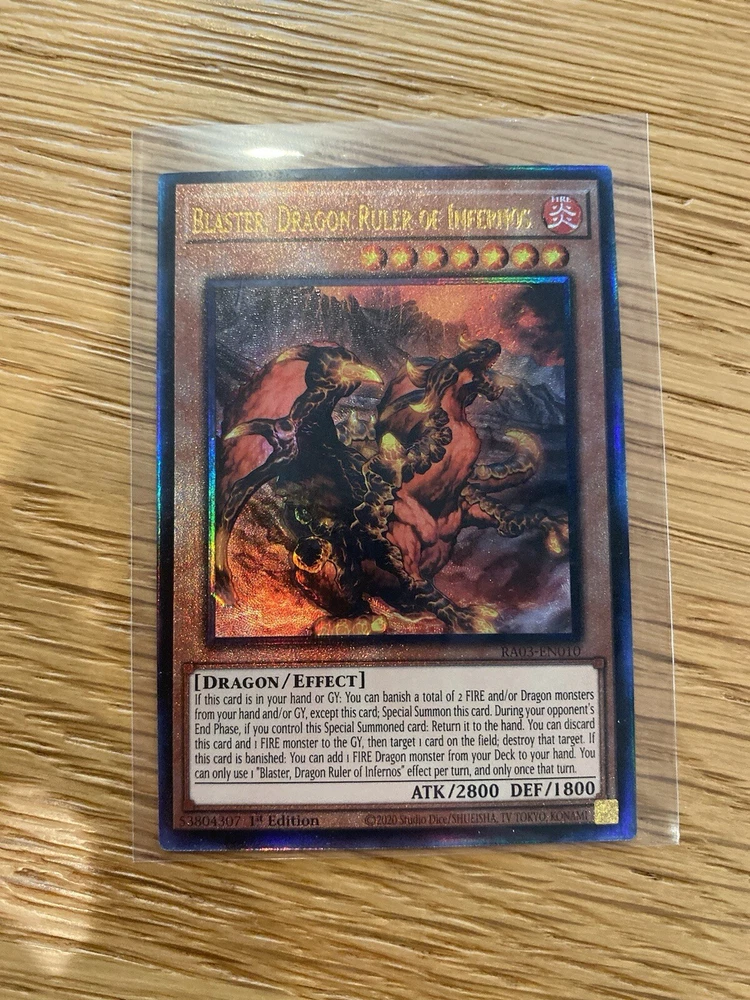 BLASTER, DRAGON RULER OF INFERNOS
FIRE
炎
RA03-EN010
[DRAGON/EFFECT]
If this card is in your hand or GY: You can banish a total of 2 FIRE and/or Dragon monsters
from your hand and/or GY, except this card; Special Summon this card. During your opponent's
End Phase, if you control this Special Summoned card: Return it to the hand. You can discard
this card and 1 FIRE monster to the GY, then target 1 card on the field; destroy that target. If
this card is banished: You can add 1 FIRE Dragon monster from your Deck to your hand. You
can only use 1 "Blaster, Dragon Ruler of Infernos" effect per turn, and only once that turn.
ATK/2800 DEF/1800
53804307 1st Edition
©2020 Studio Dice/SHUEISHA, TV TOKYO, KONAMI